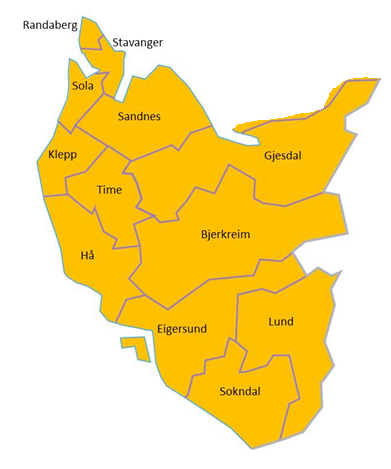 Randaberg
Stavanger
Sola
Sandnes
Klepp
Gjesdal
Time
Bjerkreim
Hå
Eigersund
Lund
Sokndal